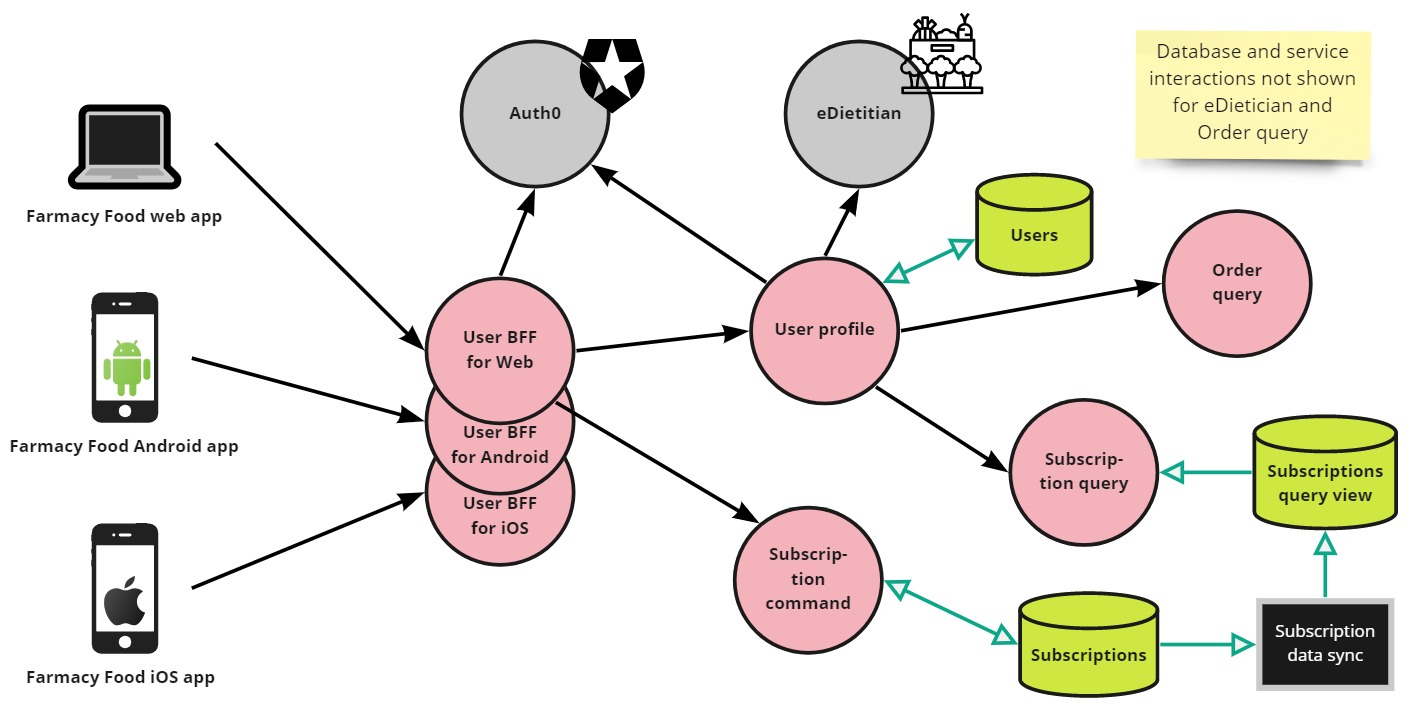 Auth0
eDietitian
Database and service
interactions not shown
for eDietician and
Order query
Farmacy Food web app
Users
Order
query
User BFF
for Web
User profile
Farmacy Food Android app
User BFF
for Android
Subscrip-
tion query
Subscriptions
query view
User BFF
for iOS
Subscrip-
tion
command
Subscriptions
Subscription
data sync
Farmacy Food iOS app